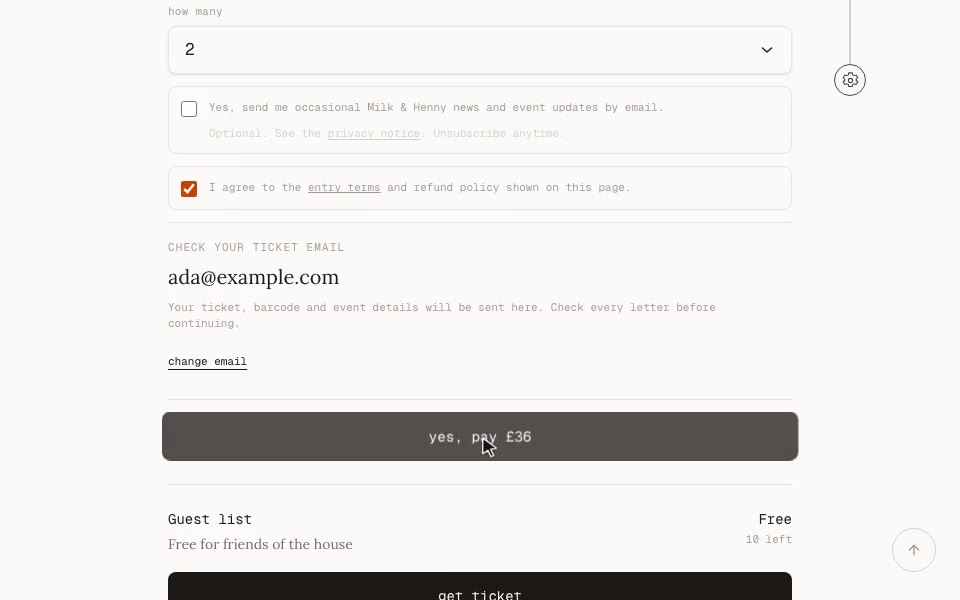 how many
2
Yes, send me occasional Milk & Henny news and event updates by email.
Optional. See the privacy notice. Unsubscribe anytime.
I agree to the entry terms and refund policy shown on this page.
CHECK YOUR TICKET EMAIL
ada@example.com
Your ticket, barcode and event details will be sent here. Check every letter before
continuing.
change email
yes, pay £36
Guest list
Free
Free for friends of the house
10 left
get ticket